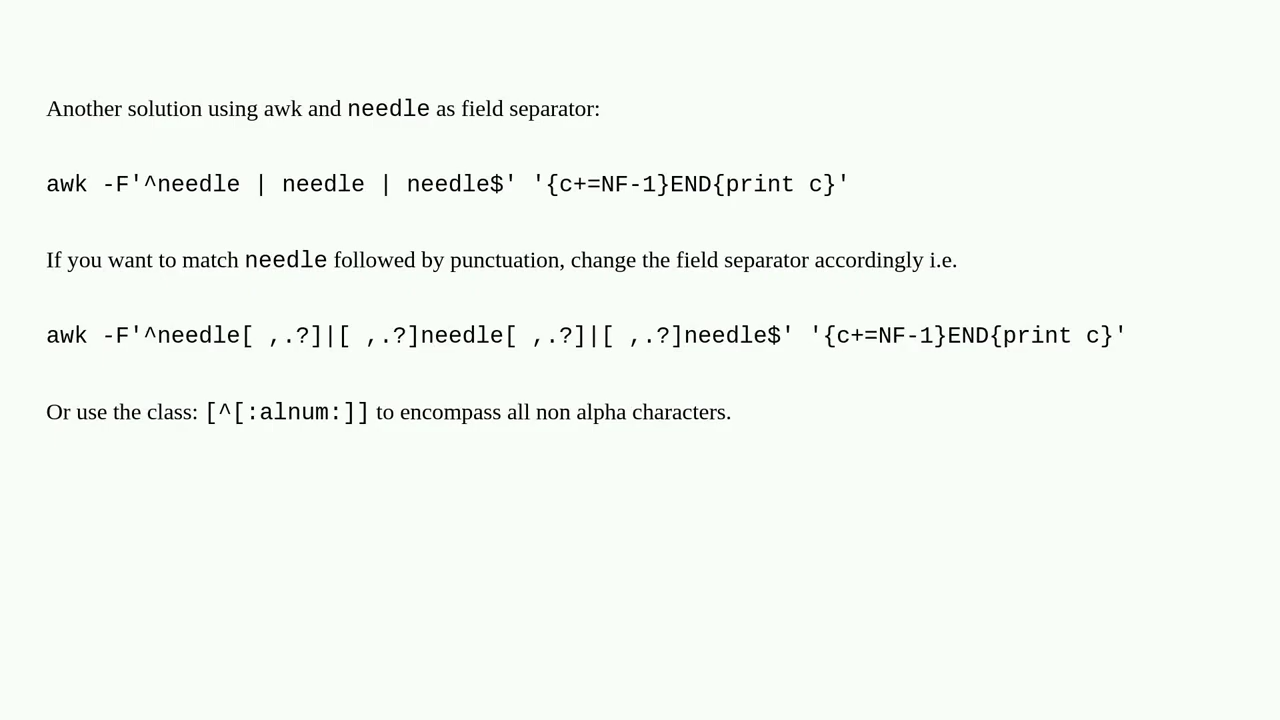 Another solution using awk and needle as field separator:
awk -F'^needle | needle | needle$' '{c+=NF-1}END{print c}'
If you want to match needle followed by punctuation, change the field separator accordingly i.e.
awk -F'^needle[ ,.?]|[ ,.?]needle[ ,.?]|[ ,.?]needle$' '{c+=NF-1}END{print c}'
Or use the class: [^[:alnum:]] to encompass all non alpha characters.